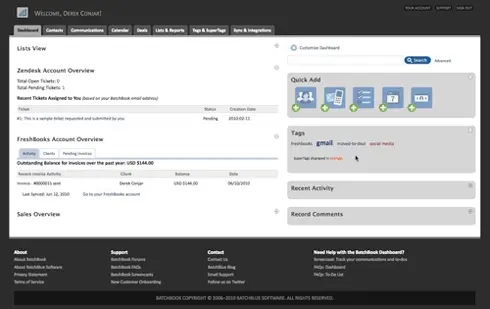 WELCOME, DEREK CONJAR!
YOUR ACCOUNT SUPPORT SIGN OUT
Dashboard Contacts Communications Calendar Deals Lists & Reports Tags & SuperTags Sync & Integrations
Lists View
Customize Dashboard
Search Advanced
Zendesk Account Overview
Total Open Tickets: 0
Total Pending Tickets: 1
Recent Tickets Assigned to You (based on your BatchBook email address)
Ticket Status Creation Date
#1: This is a sample ticket requested and submitted by you Pending 2010-02-11
Quick Add
FreshBooks Account Overview
Activity Clients Pending Invoices
Outstanding Balance for invoices over the past year: USD $144.00
Recent Invoice Activity Client Balance Date
Invoice: #0000011 sent Derek Conjar USD $144.00 06/10/2010
Last Synced: Jun 12, 2010 Go to your FreshBooks account
Sales Overview
Tags
freshbooks gmail moved-to-deal social media
SuperTags displayed in orange.
Recent Activity
Record Comments
About
About BatchBook
About BatchBlue Software
Privacy Statement
Terms of Service
Support
BatchBook Forums
BatchBook FAQs
BatchBook Screencasts
New Customer Onboarding
Contact
Contact Us
BatchBlue Blog
Email Support
Follow us on Twitter
Need Help with the BatchBook Dashboard?
Screencast: Track your communications and to-dos
FAQs: Dashboard
FAQs: To-Do List
BATCHBOOK COPYRIGHT © 2006-2010 BATCHBLUE SOFTWARE. ALL RIGHTS RESERVED.